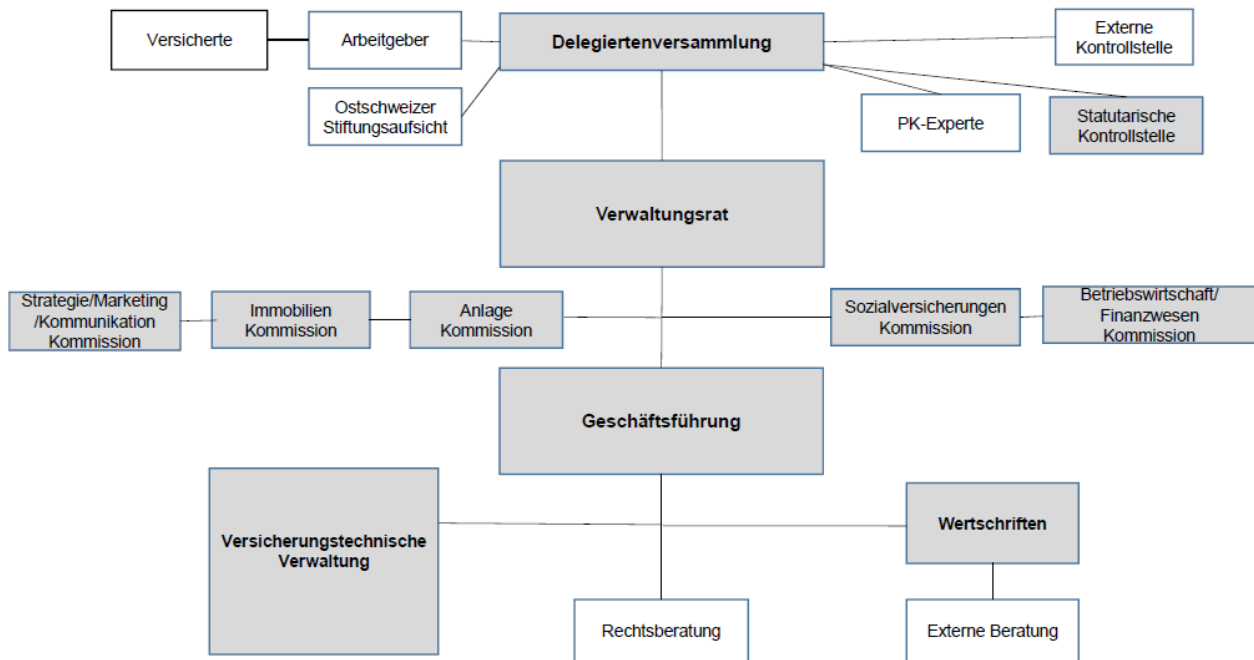 Versicherte
Arbeitgeber
Delegiertenversammlung
Externe
Kontrollstelle
Ostschweizer
Stiftungsaufsicht
PK-Experte
Statutarische
Kontrollstelle
Verwaltungsrat
Strategie/Marketing
/Kommunikation
Kommission
Immobilien
Kommission
Anlage
Kommission
Sozialversicherungen
Kommission
Betriebswirtschaft/
Finanzwesen
Kommission
Geschäftsführung
Versicherungstechnische
Verwaltung
Wertschriften
Rechtsberatung
Externe Beratung